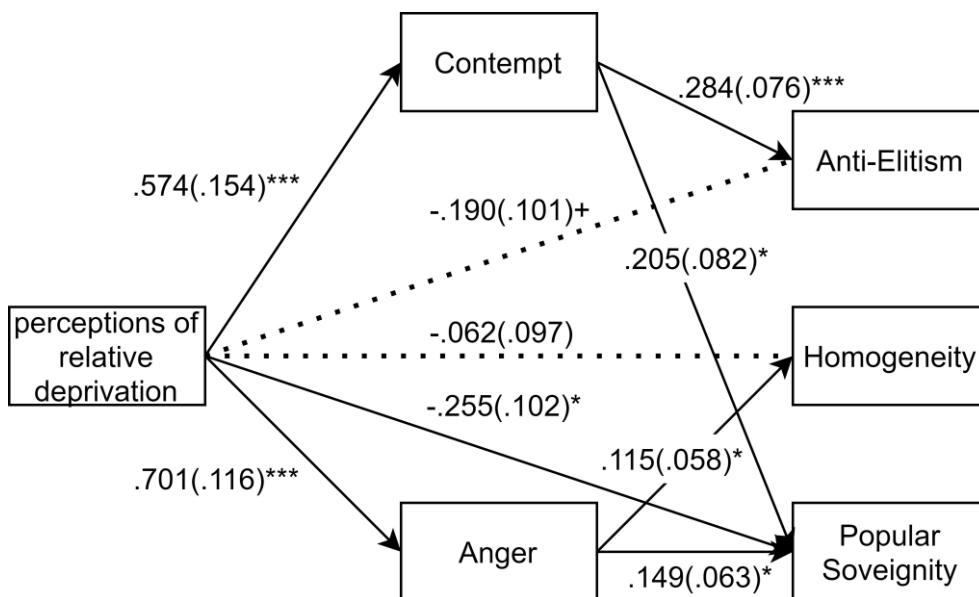 Contempt
.284(.076)***
Anti-Elitism
.574(.154)***
-.190(.101)+
.205(.082)*
perceptions of
relative
deprivation
-.062(.097)
Homogeneity
-.255(.102)*
.115(.058)*
.701(.116)***
Anger
.149(.063)*
Popular
Soveignity